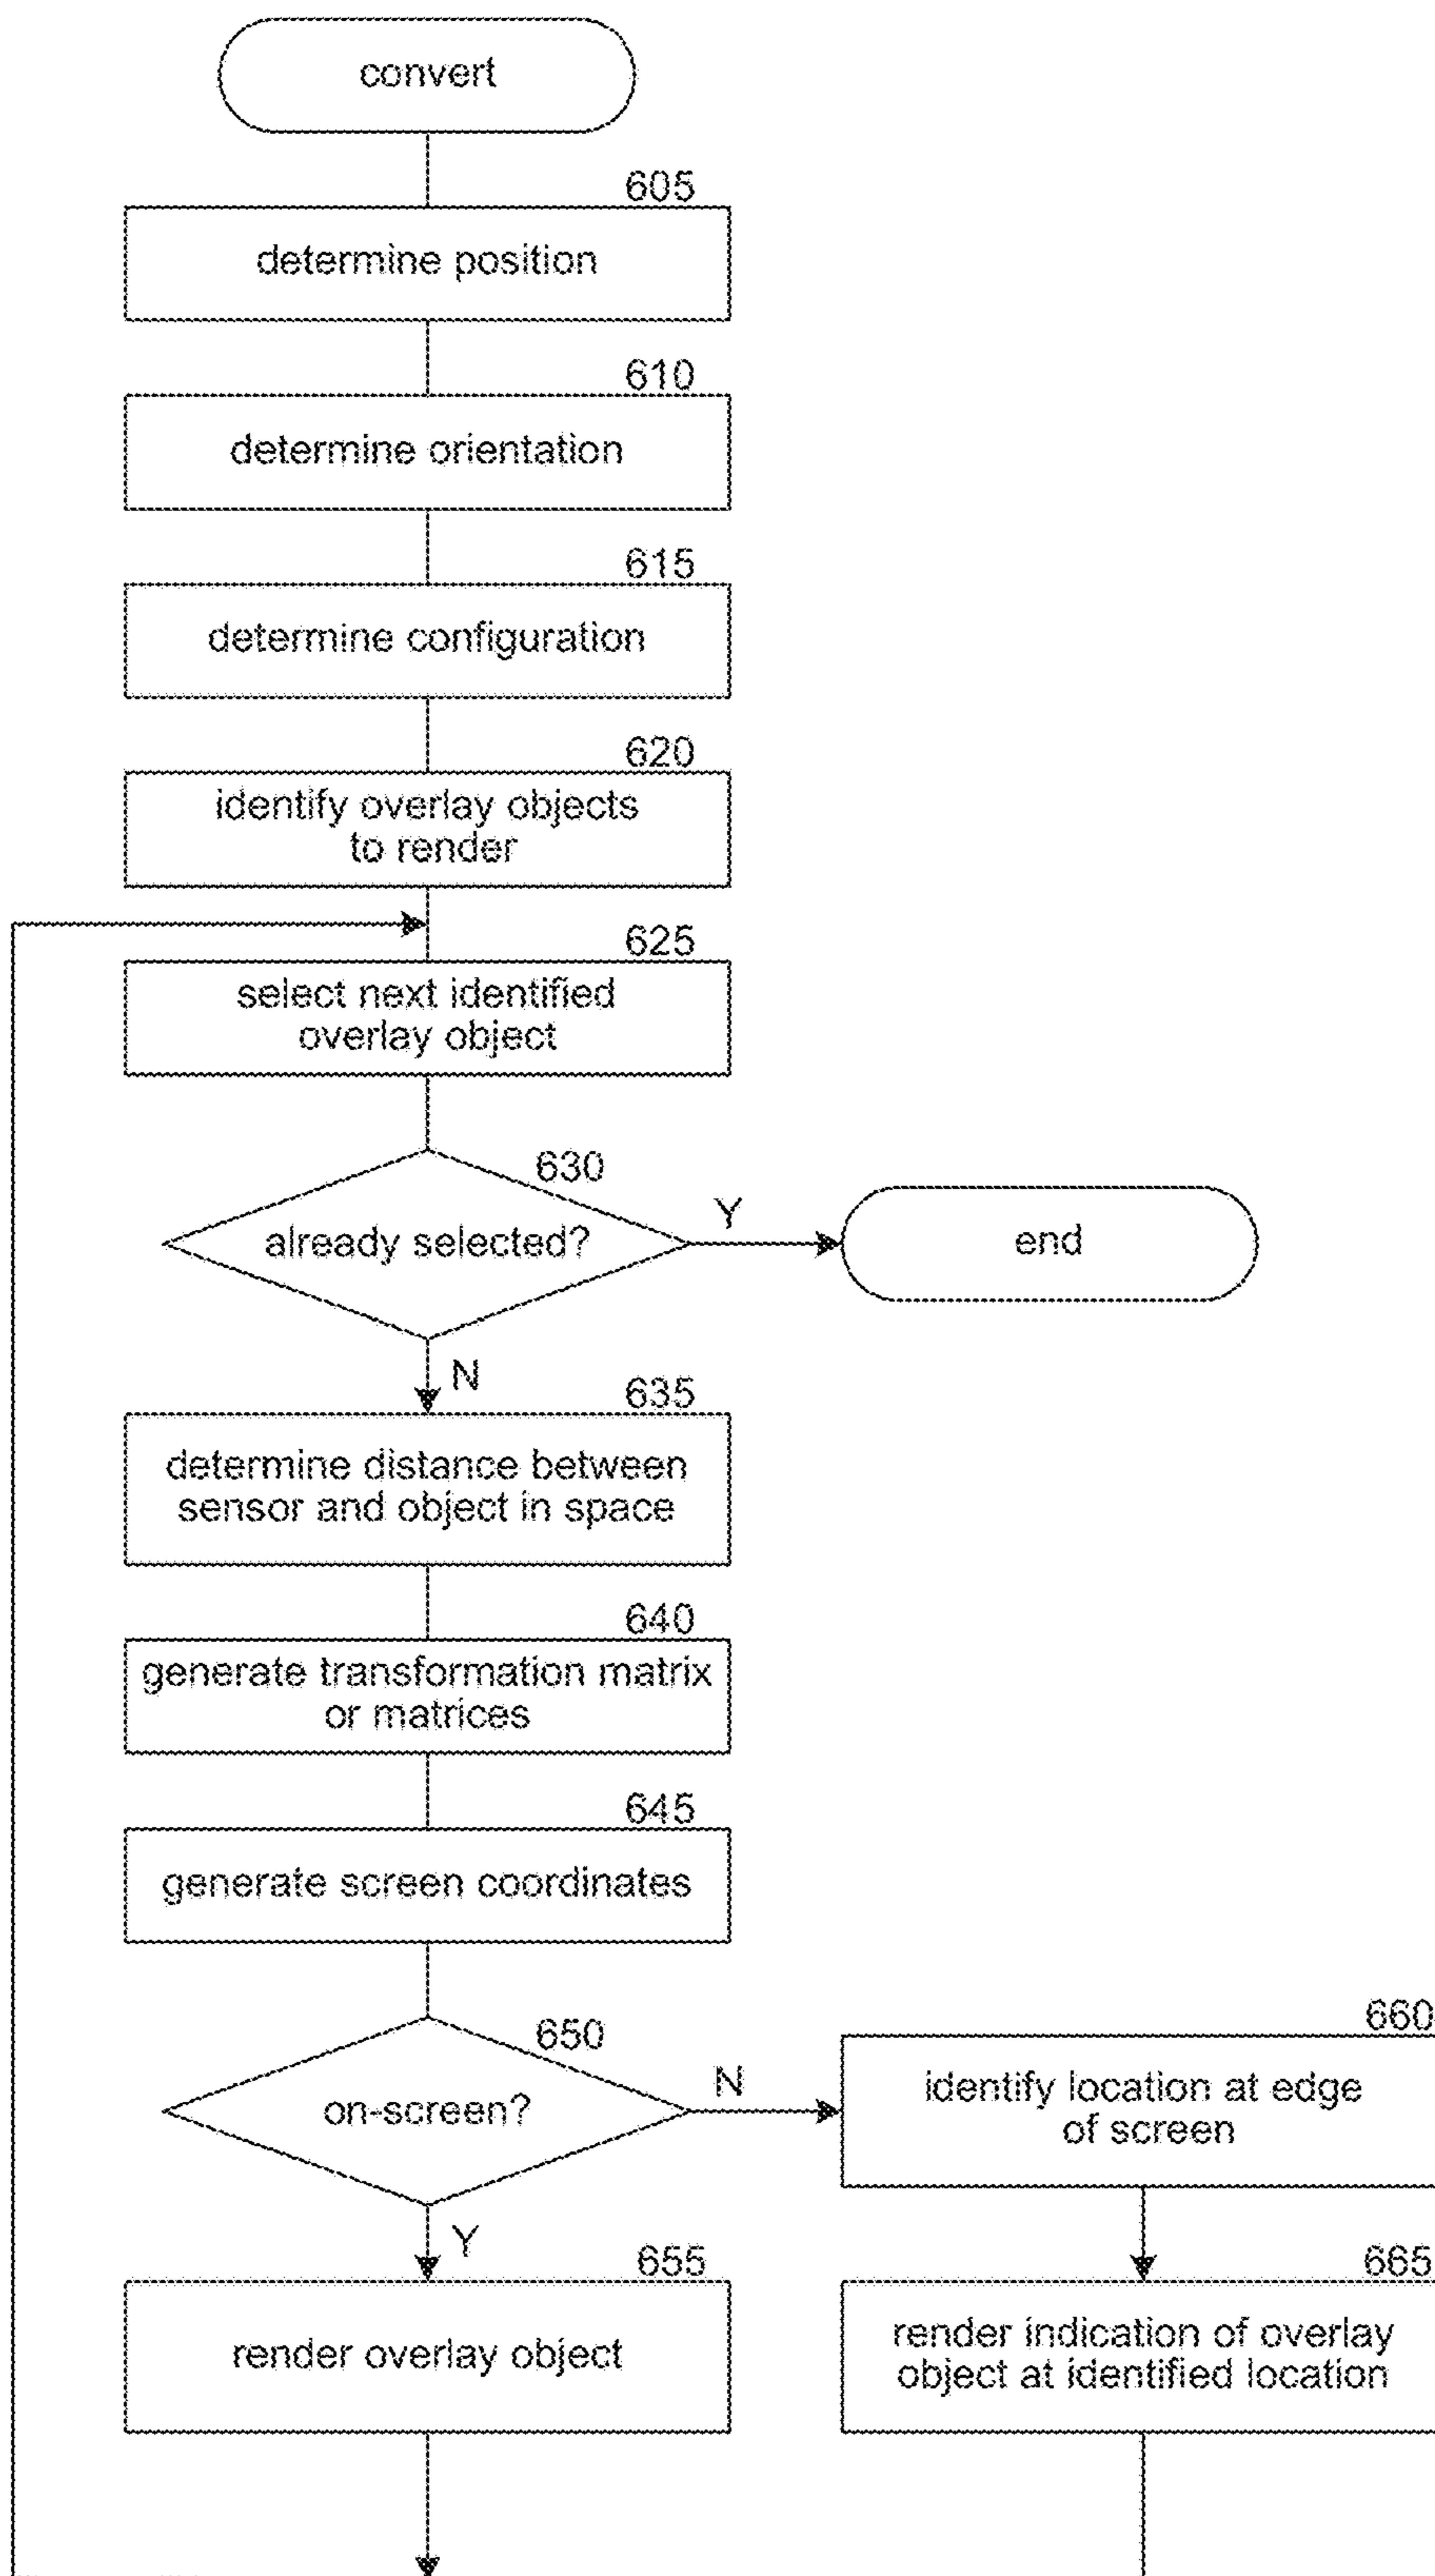 convert
605
determine position
610
determine orientation
615
determine configuration
620
identify overlay objects
to render
625
select next identified
overlay object
630
already selected?
Y
end
N
635
determine distance between
sensor and object in space
640
generate transformation matrix
or matrices
645
generate screen coordinates
650
on-screen?
N
660
identify location at edge
of screen
Y
655
render overlay object
665
render indication of overlay
object at identified location